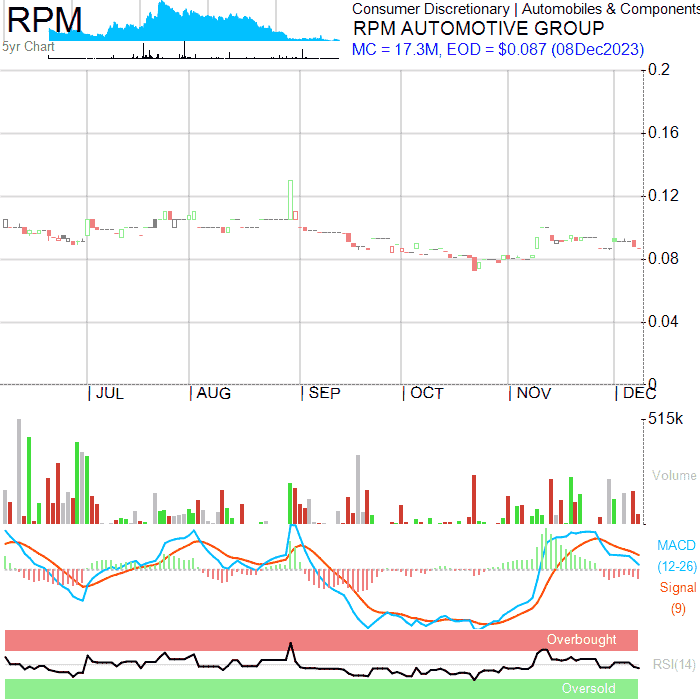 RPM
5yr Chart
Consumer Discretionary | Automobiles & Components
RPM AUTOMOTIVE GROUP
MC = 17.3M, EOD = $0.087 (08Dec2023)
0.2
0.16
0.12
0.08
0.04
0
| JUL | AUG | SEP | OCT | NOV | DEC
515k
Volume
MACD
(12-26)
Signal
(9)
Overbought
RSI(14)
Oversold